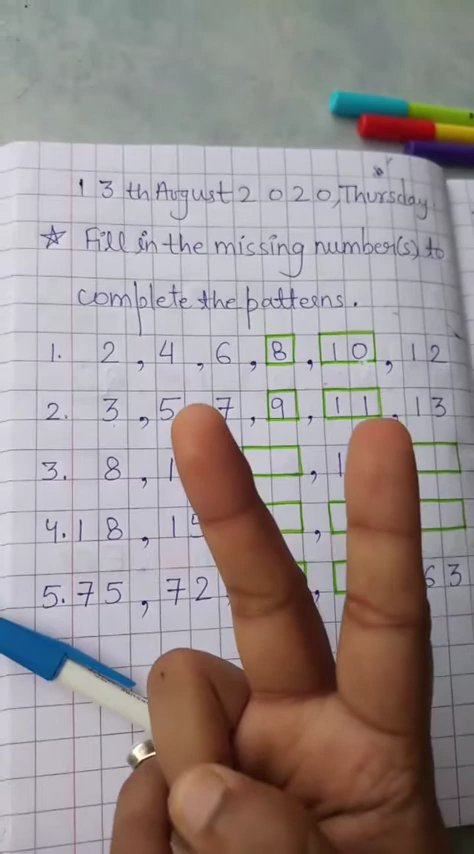 13th August 2020, Thursday.
☆ Fill in the missing number(s) to
complete the patterns.
1. 2, 4, 6, 8, 10, 12
2. 3, 5, 7, 9, 11, 13
3. 8,
4. 18, 15
5. 75, 72, 63